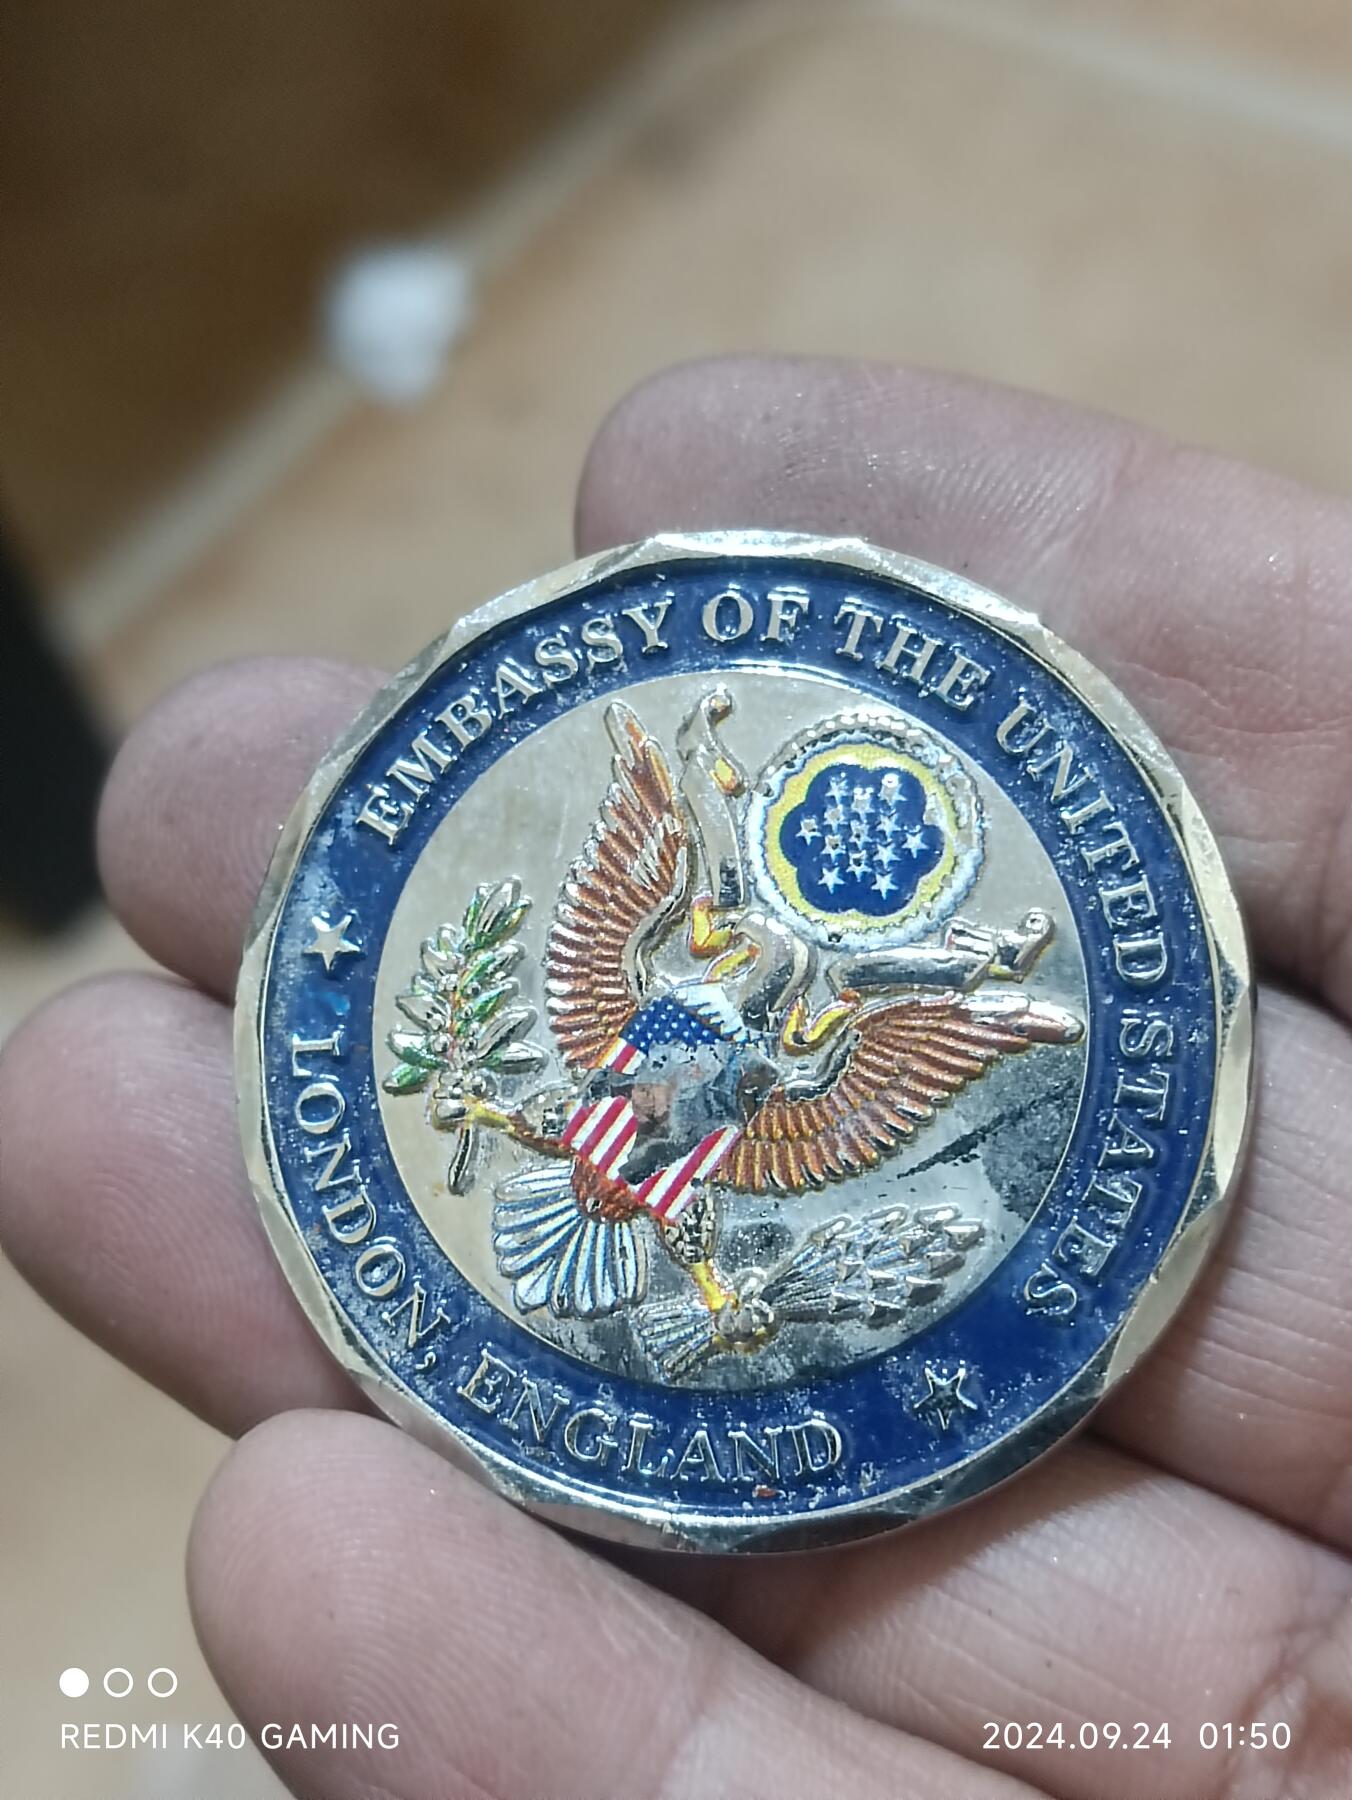 EMBASSY OF THE UNITED STATES
LONDON, ENGLAND
REDMI K40 GAMING
2024.09.24 01:50